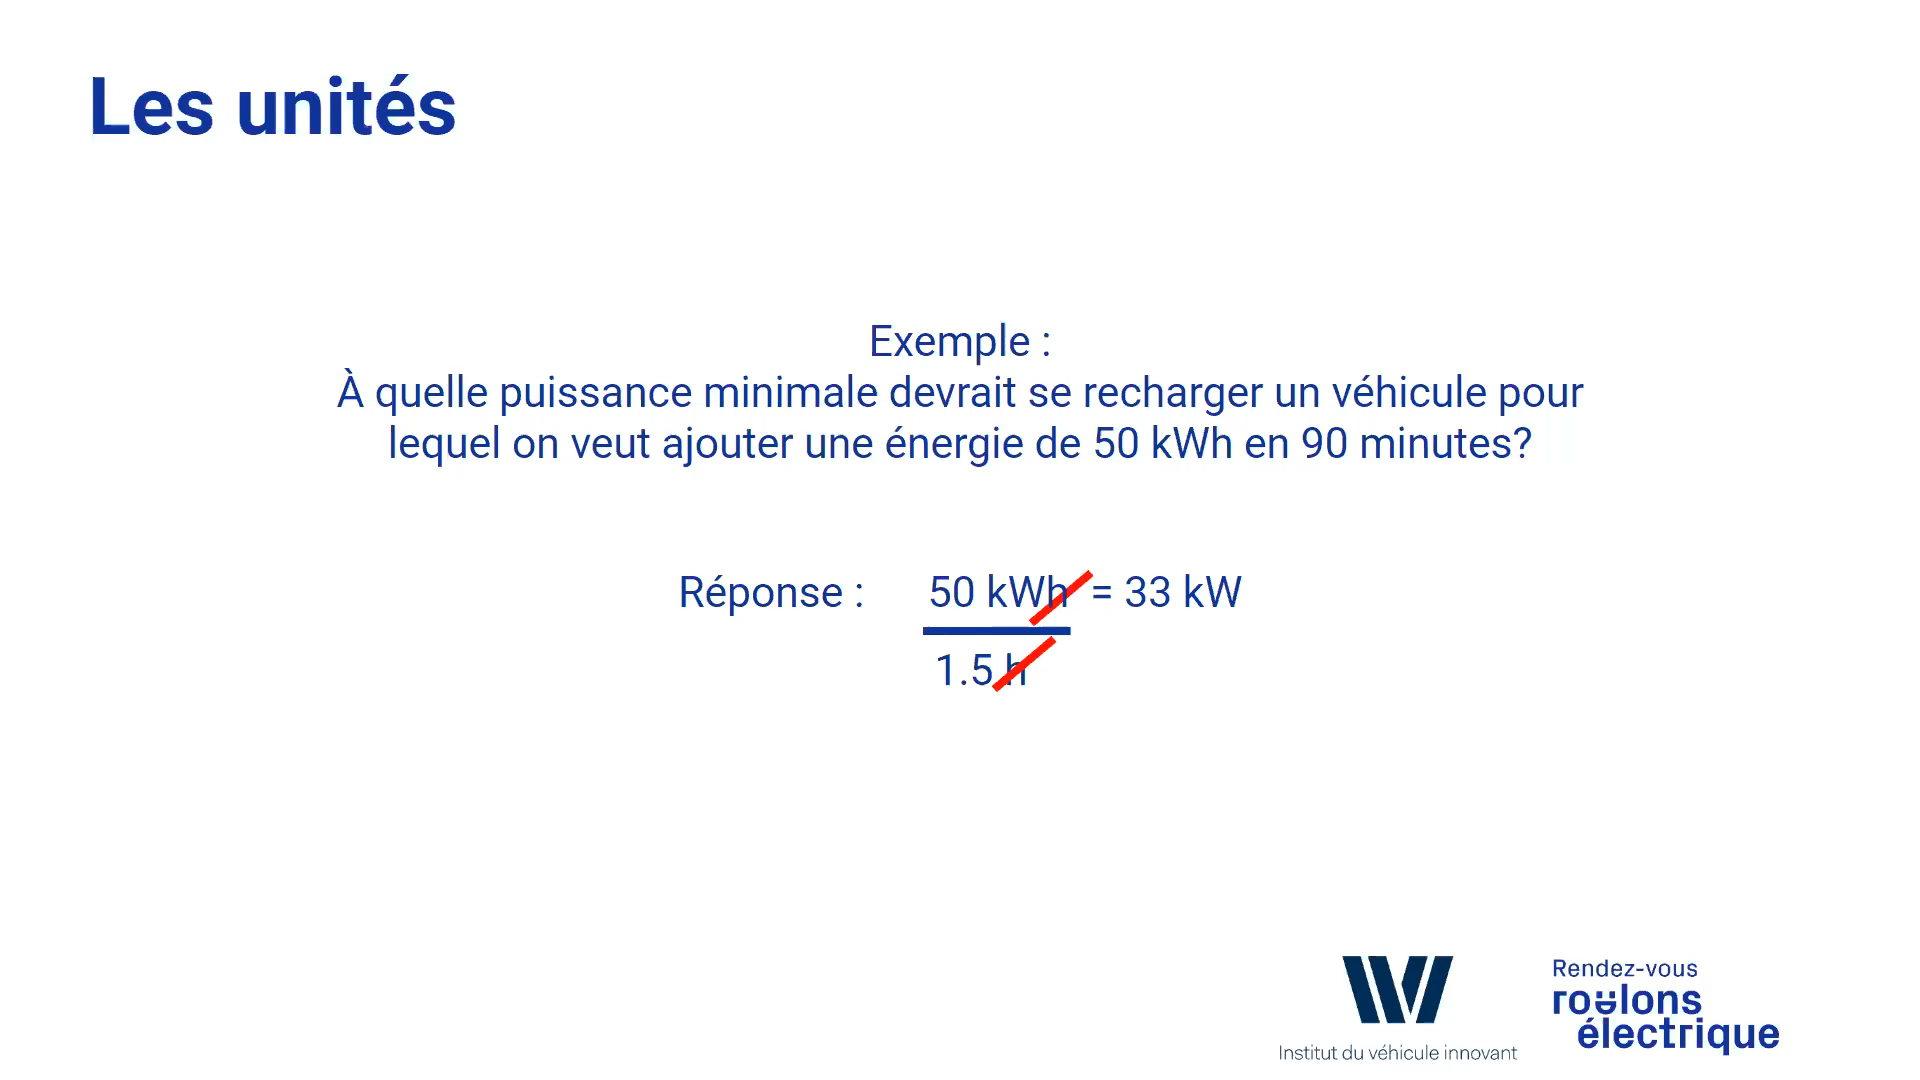 Les unités
Exemple :
À quelle puissance minimale devrait se recharger un véhicule pour
lequel on veut ajouter une énergie de 50 kWh en 90 minutes?
Réponse : 50 kWh = 33 kW
1.5 h
Institut du véhicule innovant
Rendez-vous
roulons
électrique